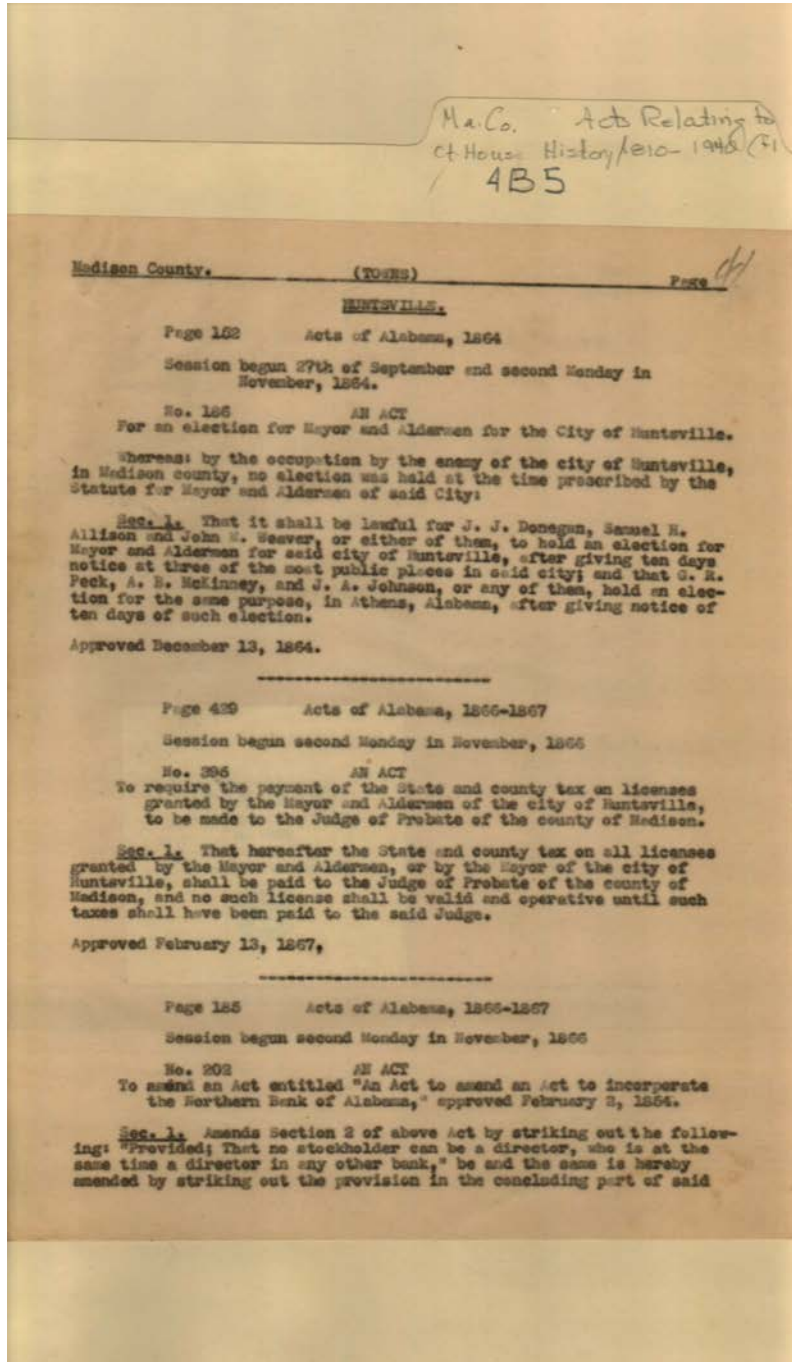 Ma. Co. Acts Relating to
Ct House History 1810-1940
4B5
Madison County. (TOWNS) Page
HUNTSVILLE.
Page 152 Acts of Alabama, 1864
Session begun 27th of September and second Monday in
November, 1864.
No. 186 AN ACT
For an election for Mayor and Aldermen for the City of Huntsville.
Whereas: by the occupation by the enemy of the city of Huntsville,
in Madison county, no election was held at the time prescribed by the
Statute for Mayor and Aldermen of said City:
Sec. 1. That it shall be lawful for J. J. Donegan, Samuel H.
Allison and John M. Weaver, or either of them, to hold an election for
Mayor and Aldermen for said city of Huntsville, after giving ten days
notice at three of the most public places in said city; and that G. R.
Peck, A. B. McKinney, and J. A. Johnson, or any of them, hold an elec-
tion for the same purpose, in Athens, Alabama, after giving notice of
ten days of such election.
Approved December 13, 1864.
Page 429 Acts of Alabama, 1866-1867
Session begun second Monday in November, 1866
No. 396 AN ACT
To require the payment of the State and county tax on licenses
granted by the Mayor and Aldermen of the city of Huntsville,
to be made to the Judge of Probate of the county of Madison.
Sec. 1. That hereafter the State and county tax on all licenses
granted by the Mayor and Aldermen, or by the Mayor of the city of
Huntsville, shall be paid to the Judge of Probate of the county of
Madison, and no such license shall be valid and operative until such
taxes shall have been paid to the said Judge.
Approved February 13, 1867.
Page 185 Acts of Alabama, 1866-1867
Session begun second Monday in November, 1866
No. 202 AN ACT
To amend an Act entitled "An Act to amend an Act to incorporate
the Northern Bank of Alabama," approved February 2, 1854.
Sec. 1. Amends Section 2 of above Act by striking out the follow-
ing: "Provided; That no stockholder can be a director, who is at the
same time a director in any other bank," be and the same is hereby
amended by striking out the provision in the concluding part of said